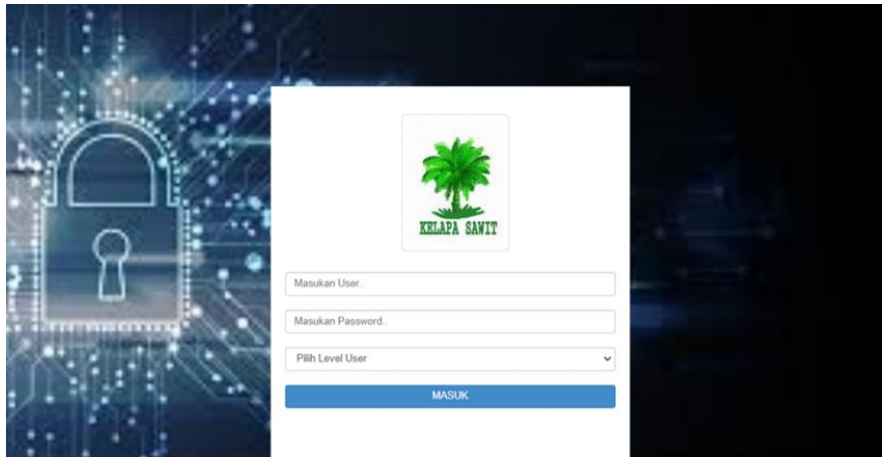 KELAPA SAWIT
Masukan User..
Masukan Password..
Pilih Level User
MASUK